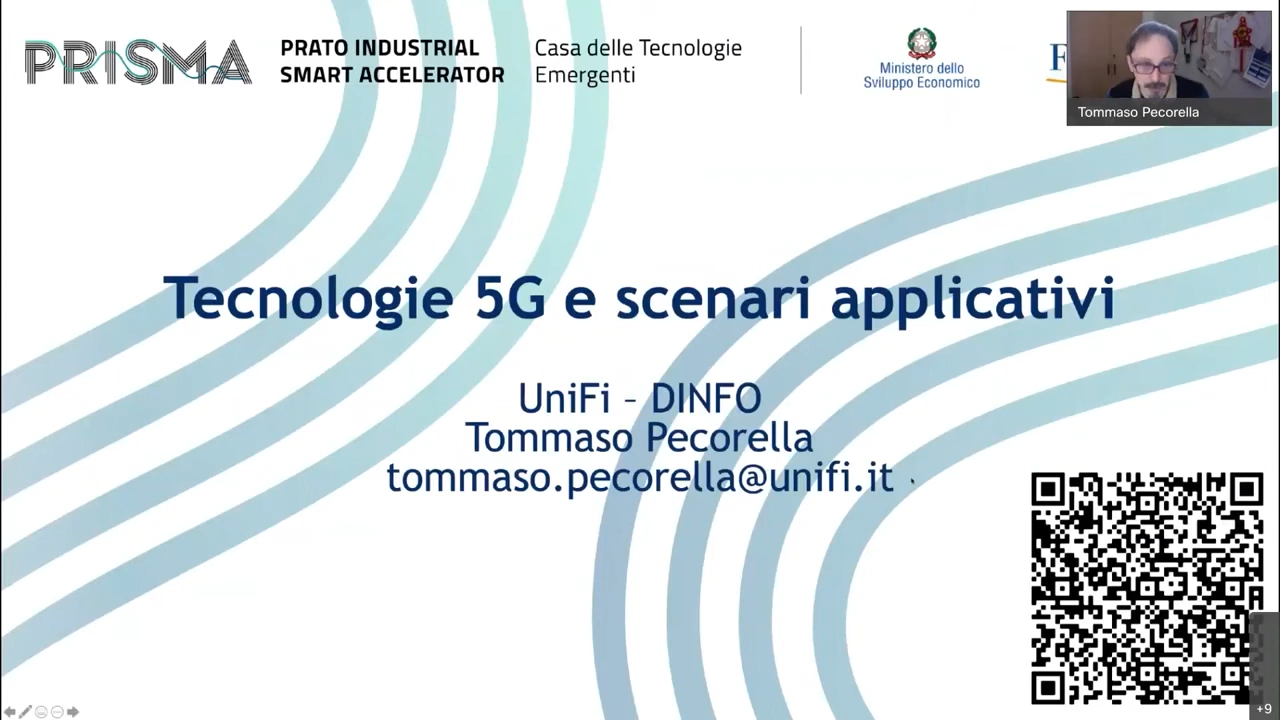 PRISMA
PRATO INDUSTRIAL
SMART ACCELERATOR
Casa delle Tecnologie
Emergenti
Ministero dello
Sviluppo Economico
Tommaso Pecorella
Tecnologie 5G e scenari applicativi
UniFi – DINFO
Tommaso Pecorella
tommaso.pecorella@unifi.it
+9